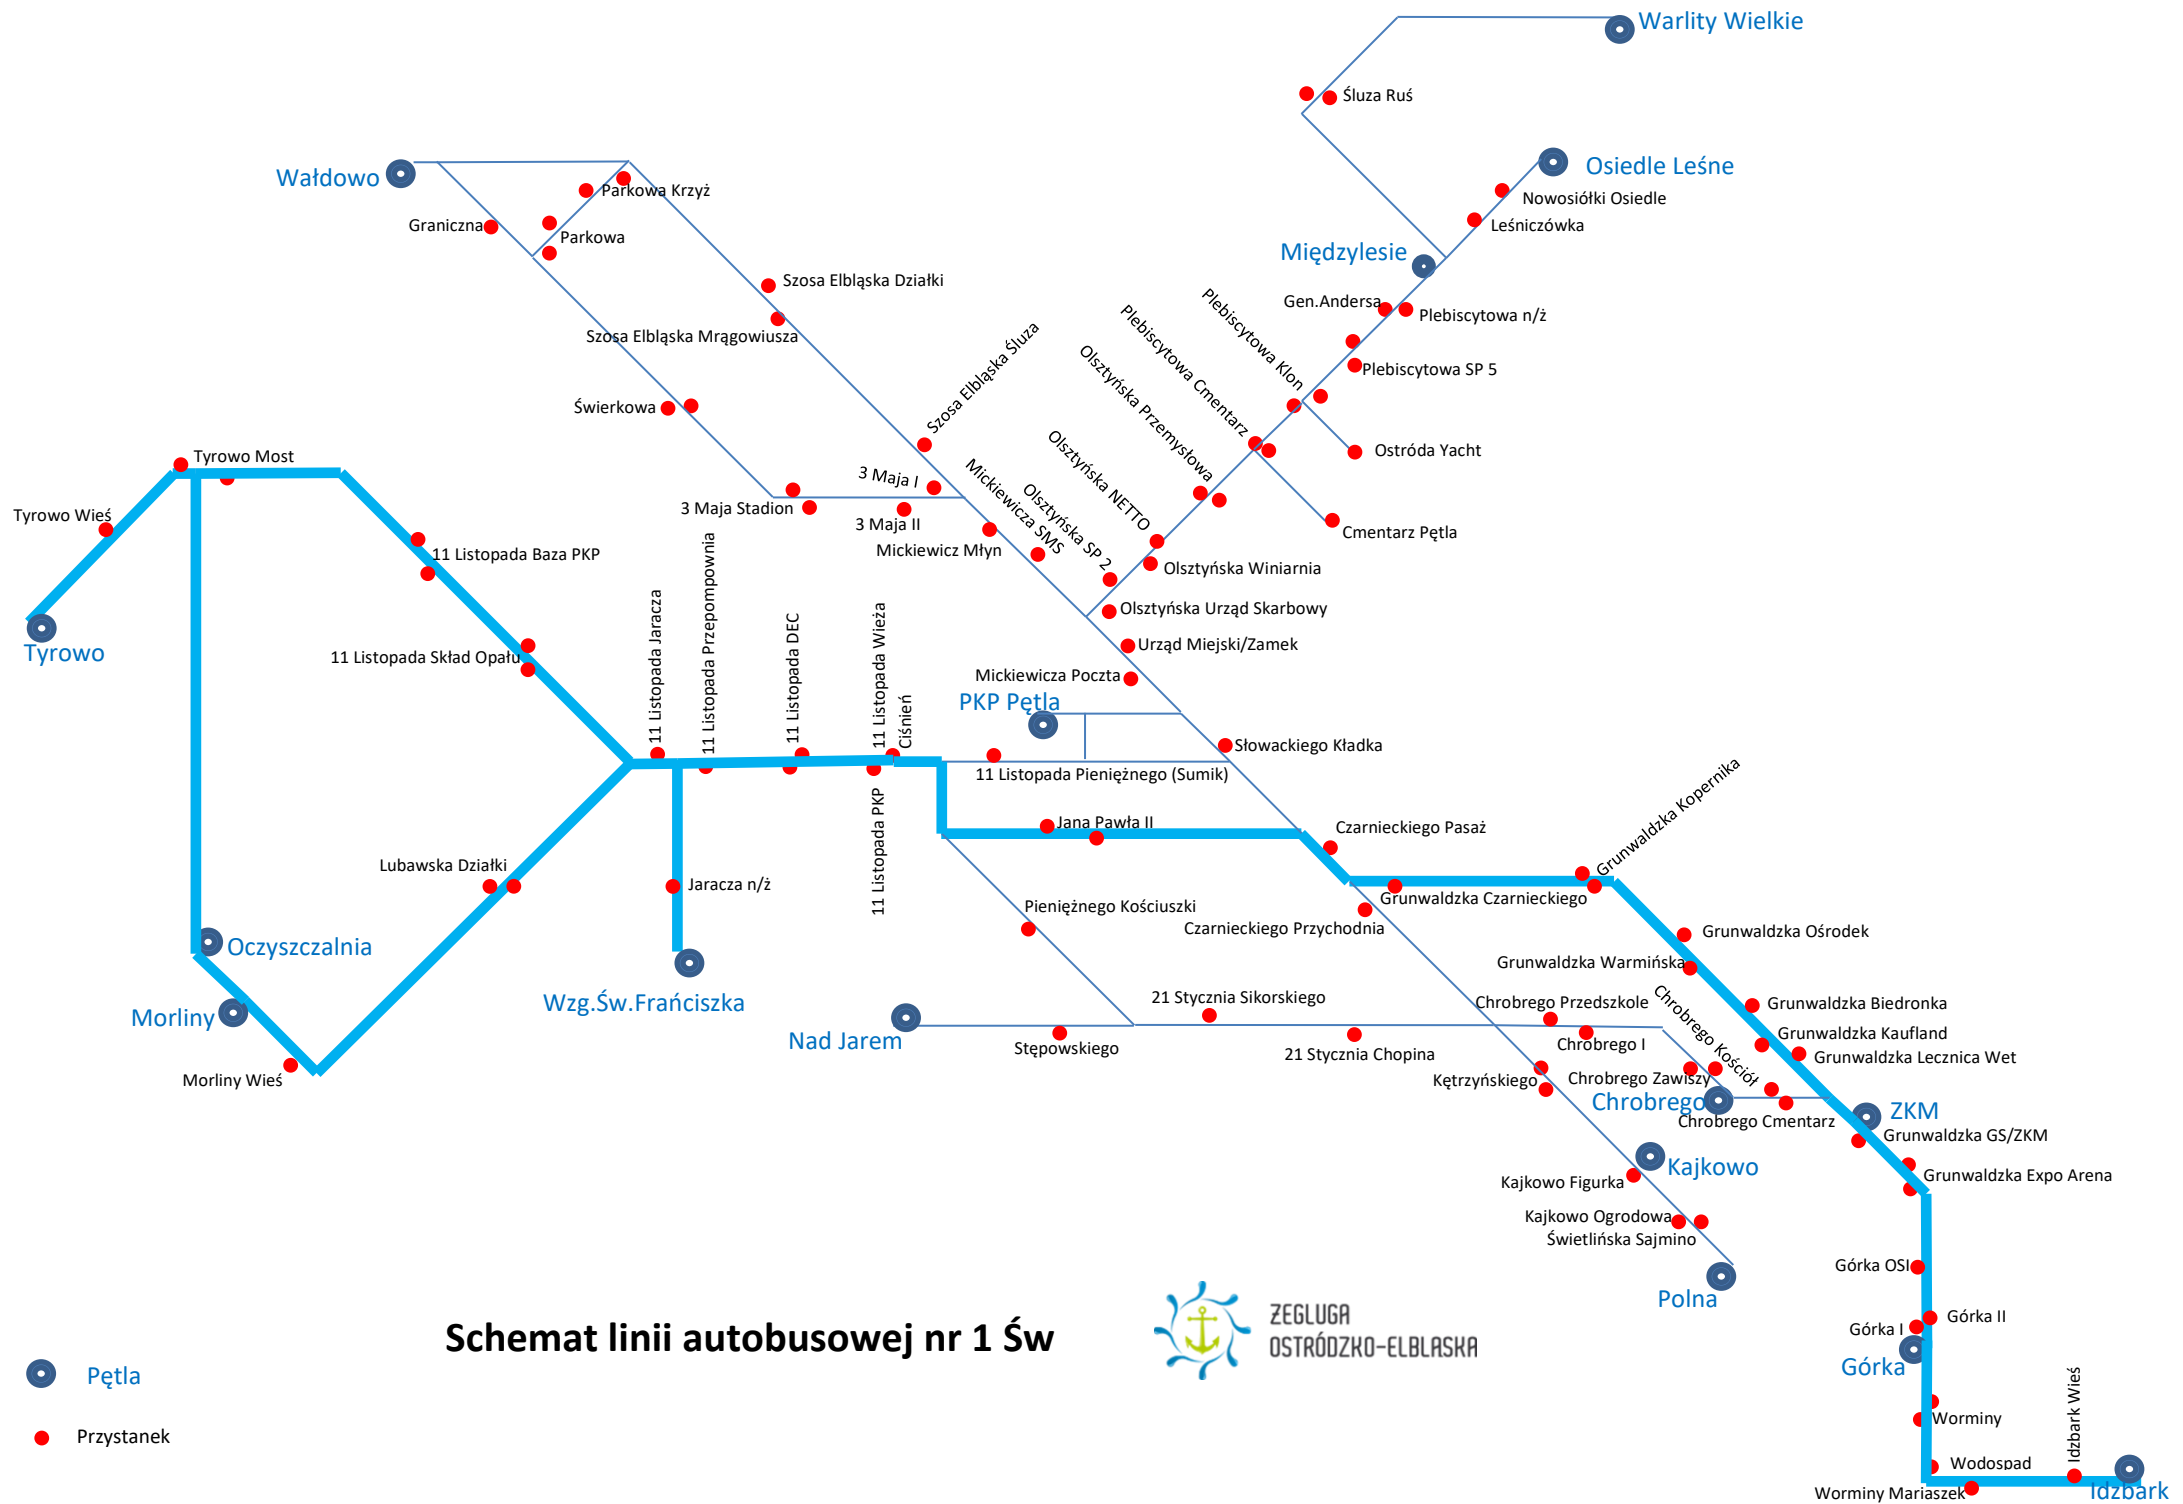 Warlity Wielkie
Śluza Ruś
Wałdowo
Osiedle Leśne
Parkowa Krzyż
Nowosiółki Osiedle
Graniczna
Leśniczówka
Parkowa
Międzylesie
Szosa Elbląska Działki
Gen.Andersa
Plebiscytowa n/ż
Szosa Elbląska Mrągowiusza
Szosa Elbląska Śluza
Plebiscytowa Klon
Plebiscytowa Cmentarz
Olsztyńska Przemysłowa
Plebiscytowa SP 5
Świerkowa
Ostróda Yacht
Tyrowo Most
3 Maja I
Mickiewicza SMS
Olsztyńska SP 2
Olsztyńska NETTO
3 Maja Stadion
3 Maja II
Tyrowo Wieś
Cmentarz Pętla
Mickiewicz Młyn
11 Listopada Baza PKP
Olsztyńska Winiarnia
Olsztyńska Urząd Skarbowy
Tyrowo
11 Listopada Skład Opału
11 Listopada Jaracza
11 Listopada Przepompownia
11 Listopada DEC
11 Listopada Wieża
Ciśnień
Urząd Miejski/Zamek
Mickiewicza Poczta
PKP Pętla
Słowackiego Kładka
11 Listopada Pieniężnego (Sumik)
11 Listopada PKP
Jana Pawła II
Czarnieckiego Pasaż
Grunwaldzka Kopernika
Lubawska Działki
Jaracza n/ż
Grunwaldzka Czarnieckiego
Pieniężnego Kościuszki
Czarnieckiego Przychodnia
Grunwaldzka Ośrodek
Oczyszczalnia
Grunwaldzka Warmińska
Wzg.Św.Frańciszka
21 Stycznia Sikorskiego
Chrobrego Przedszkole
Chrobrego Kościół
Grunwaldzka Biedronka
Morliny
Nad Jarem
Stępowskiego
21 Stycznia Chopina
Chrobrego I
Grunwaldzka Kaufland
Grunwaldzka Lecznica Wet
Morliny Wieś
Kętrzyńskiego
Chrobrego Zawiszy
Chrobrego
Chrobrego Cmentarz
ZKM
Grunwaldzka GS/ZKM
Kajkowo
Grunwaldzka Expo Arena
Kajkowo Figurka
Kajkowo Ogrodowa
Świetlińska Sajmino
Górka OSI
Polna
Górka II
Górka I
Górka
Schemat linii autobusowej nr 1 Św
ŻEGLUGA
OSTRÓDZKO-ELBLASKA
Pętla
Przystanek
Worminy
Idzbark Wieś
Wodospad
Worminy Mariaszek
Idzbark